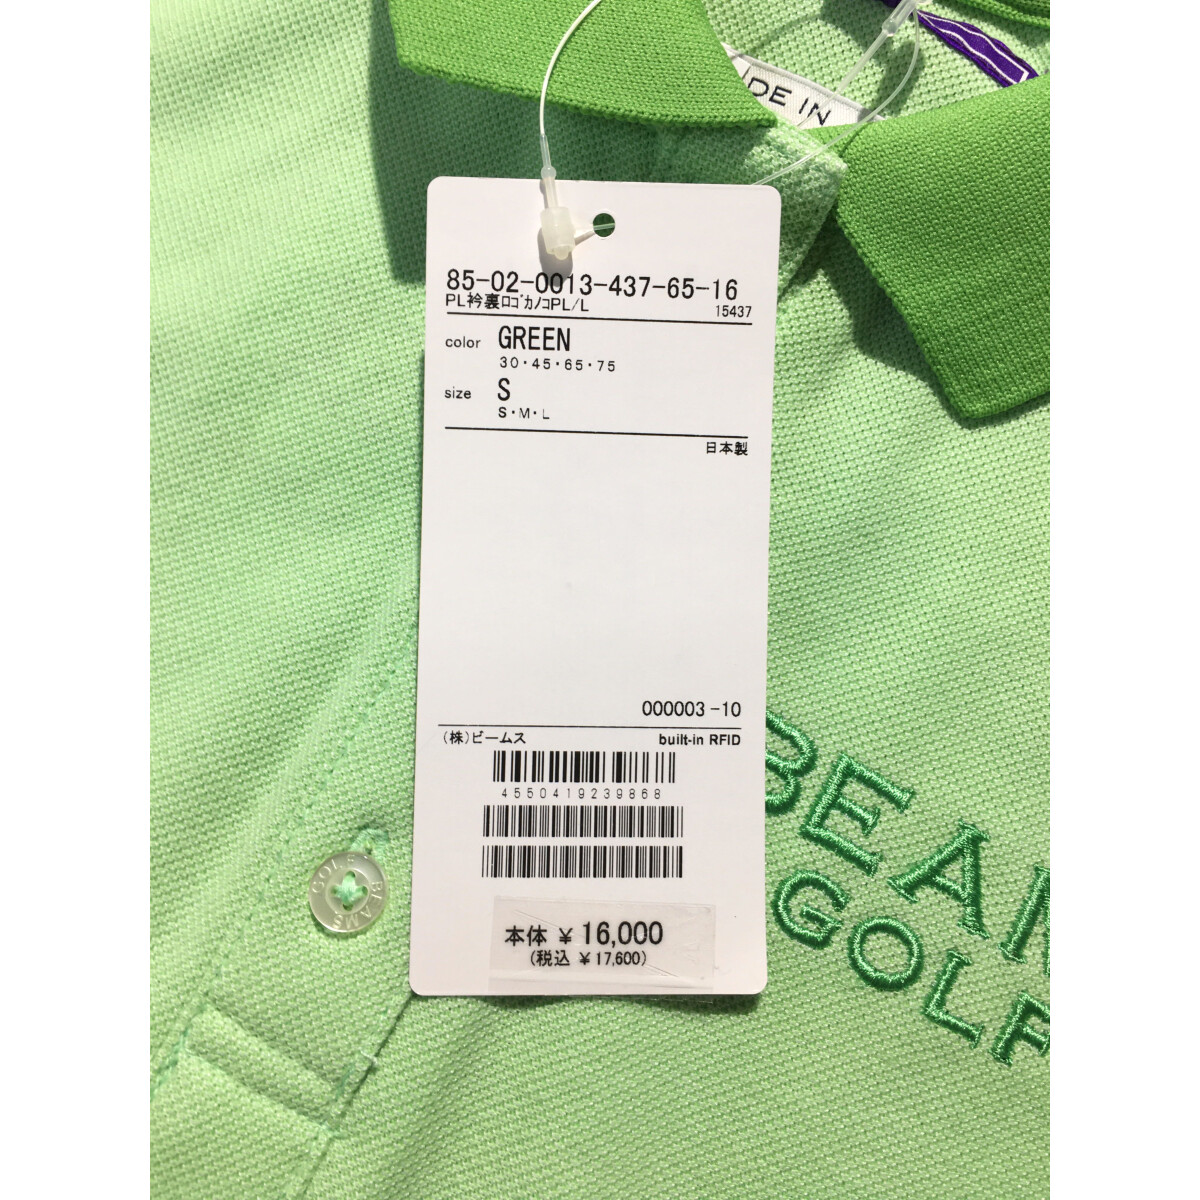 DE IN
85-02-0013-437-65-16
PL衿裏ﾛｺﾞｶﾉｺPL/L
15437
color GREEN
30・45・65・75
size S
S・M・L
日本製
000003-10
(株)ビームス built-in RFID
4550419239868
本体 ¥16,000
(税込 ¥17,600)
BEAM
GOLF
GOLF・BEAMS